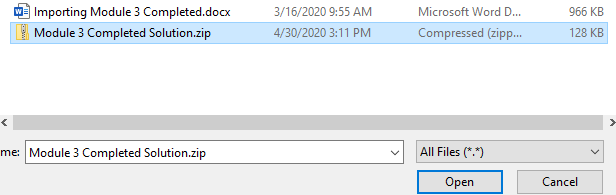 Importing Module 3 Completed.docx 3/16/2020 9:55 AM Microsoft Word D... 966 KB
Module 3 Completed Solution.zip 4/30/2020 3:11 PM Compressed (zipp... 128 KB
me: Module 3 Completed Solution.zip All Files (*.*)
Open Cancel